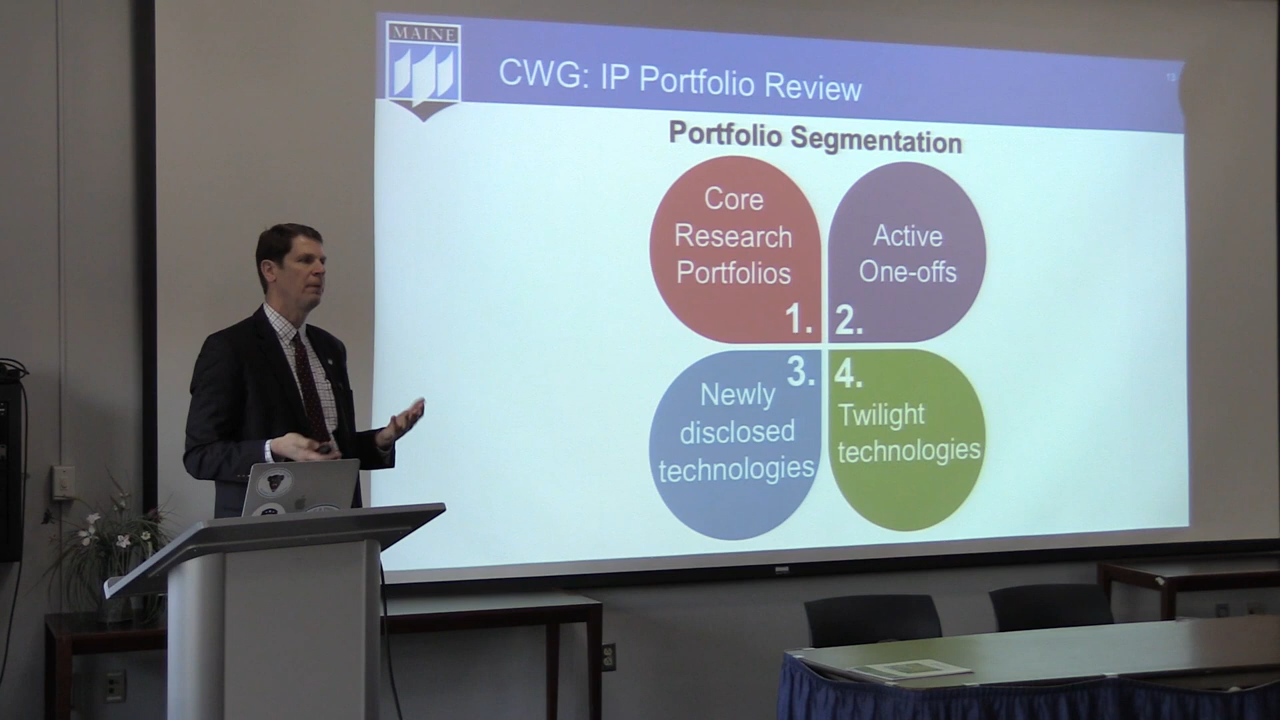 MAINE
CWG: IP Portfolio Review
13
Portfolio Segmentation
Core
Research
Portfolios
1.
Active
One-offs
2.
3.
Newly
disclosed
technologies
4.
Twilight
technologies